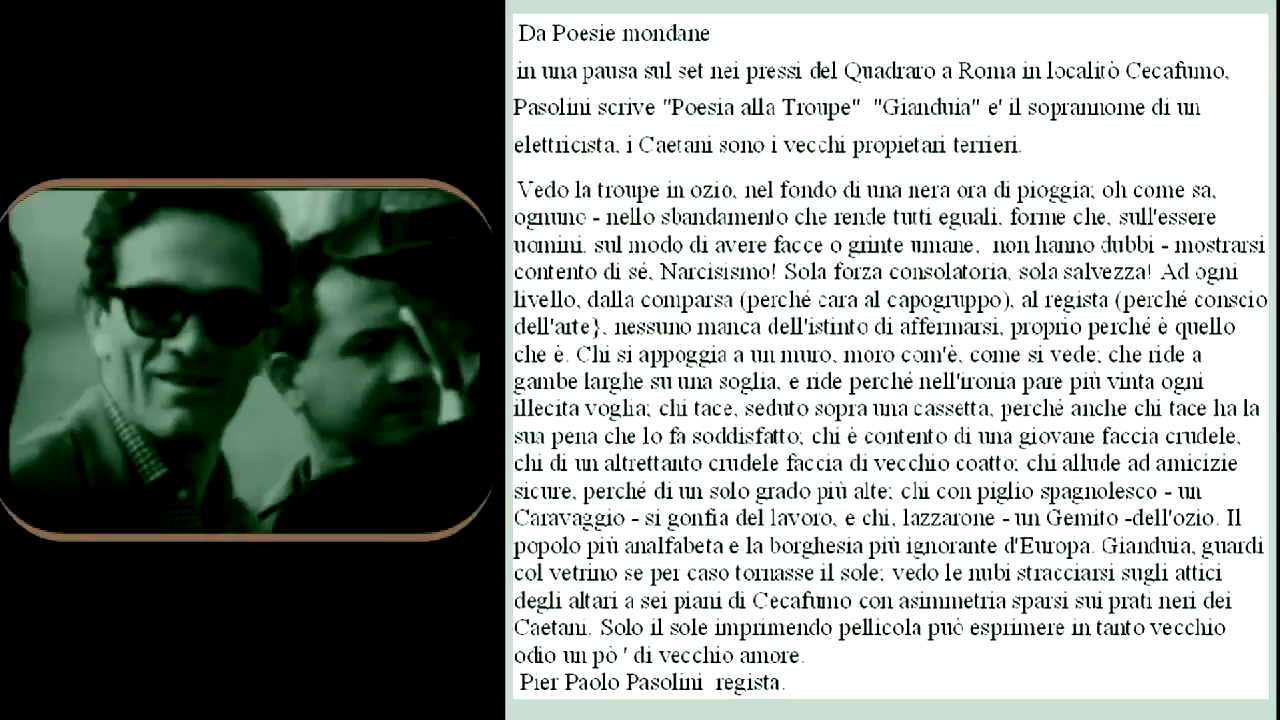 Da Poesie mondane
in una pausa sul set nei pressi del Quadraro a Roma in localitò Cecafumo,
Pasolini scrive "Poesia alla Troupe" "Gianduia" e' il soprannome di un
elettricista, i Caetani sono i vecchi propietari terrieri.
Vedo la troupe in ozio, nel fondo di una nera ora di pioggia; oh come sa,
ognuno - nello sbandamento che rende tutti eguali, forme che, sull'essere
uomini, sul modo di avere facce o grinte umane, non hanno dubbi - mostrarsi
contento di sé, Narcisismo! Sola forza consolatoria, sola salvezza! Ad ogni
livello, dalla comparsa (perché cara al capogruppo), al regista (perché conscio
dell'arte}, nessuno manca dell'istinto di affermarsi, proprio perché è quello
che è. Chi si appoggia a un muro, moro com'è, come si vede; che ride a
gambe larghe su una soglia, e ride perché nell'ironia pare più vinta ogni
illecita voglia; chi tace, seduto sopra una cassetta, perché anche chi tace ha la
sua pena che lo fa soddisfatto; chi è contento di una giovane faccia crudele,
chi di un altrettanto crudele faccia di vecchio coatto; chi allude ad amicizie
sicure, perché di un solo grado più alte; chi con piglio spagnolesco - un
Caravaggio - si gonfia del lavoro, e chi, lazzarone - un Gemito -dell'ozio. Il
popolo più analfabeta e la borghesia più ignorante d'Europa. Gianduia, guardi
col vetrino se per caso tornasse il sole; vedo le nubi stracciarsi sugli attici
degli altari a sei piani di Cecafumo con asimmetria sparsi sui prati neri dei
Caetani. Solo il sole imprimendo pellicola può esprimere in tanto vecchio
odio un pò ' di vecchio amore.
Pier Paolo Pasolini regista.